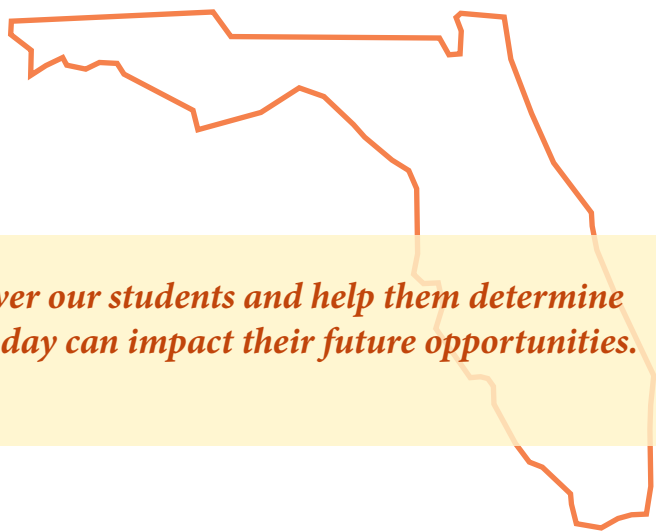 ver our students and help them determine
day can impact their future opportunities.